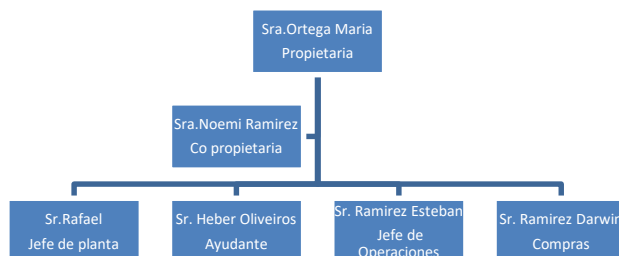 Sra.Ortega Maria
Propietaria
Sra.Noemi Ramirez
Co propietaria
Sr.Rafael
Jefe de planta
Sr. Heber Oliveiros
Ayudante
Sr. Ramirez Esteban
Jefe de
Operaciones
Sr. Ramirez Darwin
Compras